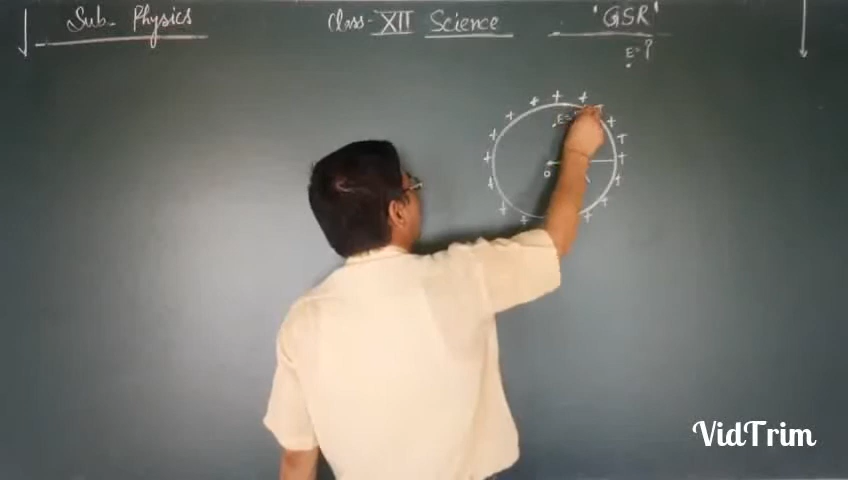 Sub. Physics
Class- XII Science
'GSR'
E=?
.E=
O
VidTrim